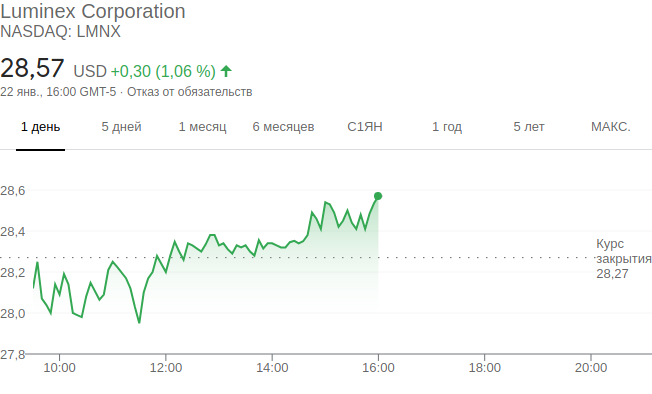 Luminex Corporation
NASDAQ: LMNX
28,57 USD +0,30 (1,06 %)
22 янв., 16:00 GMT-5 · Отказ от обязательств
1 день 5 дней 1 месяц 6 месяцев С1ЯН 1 год 5 лет МАКС.
28,6
28,4
Курс
закрытия
28,27
28,2
28,0
27,8
10:00 12:00 14:00 16:00 18:00 20:00